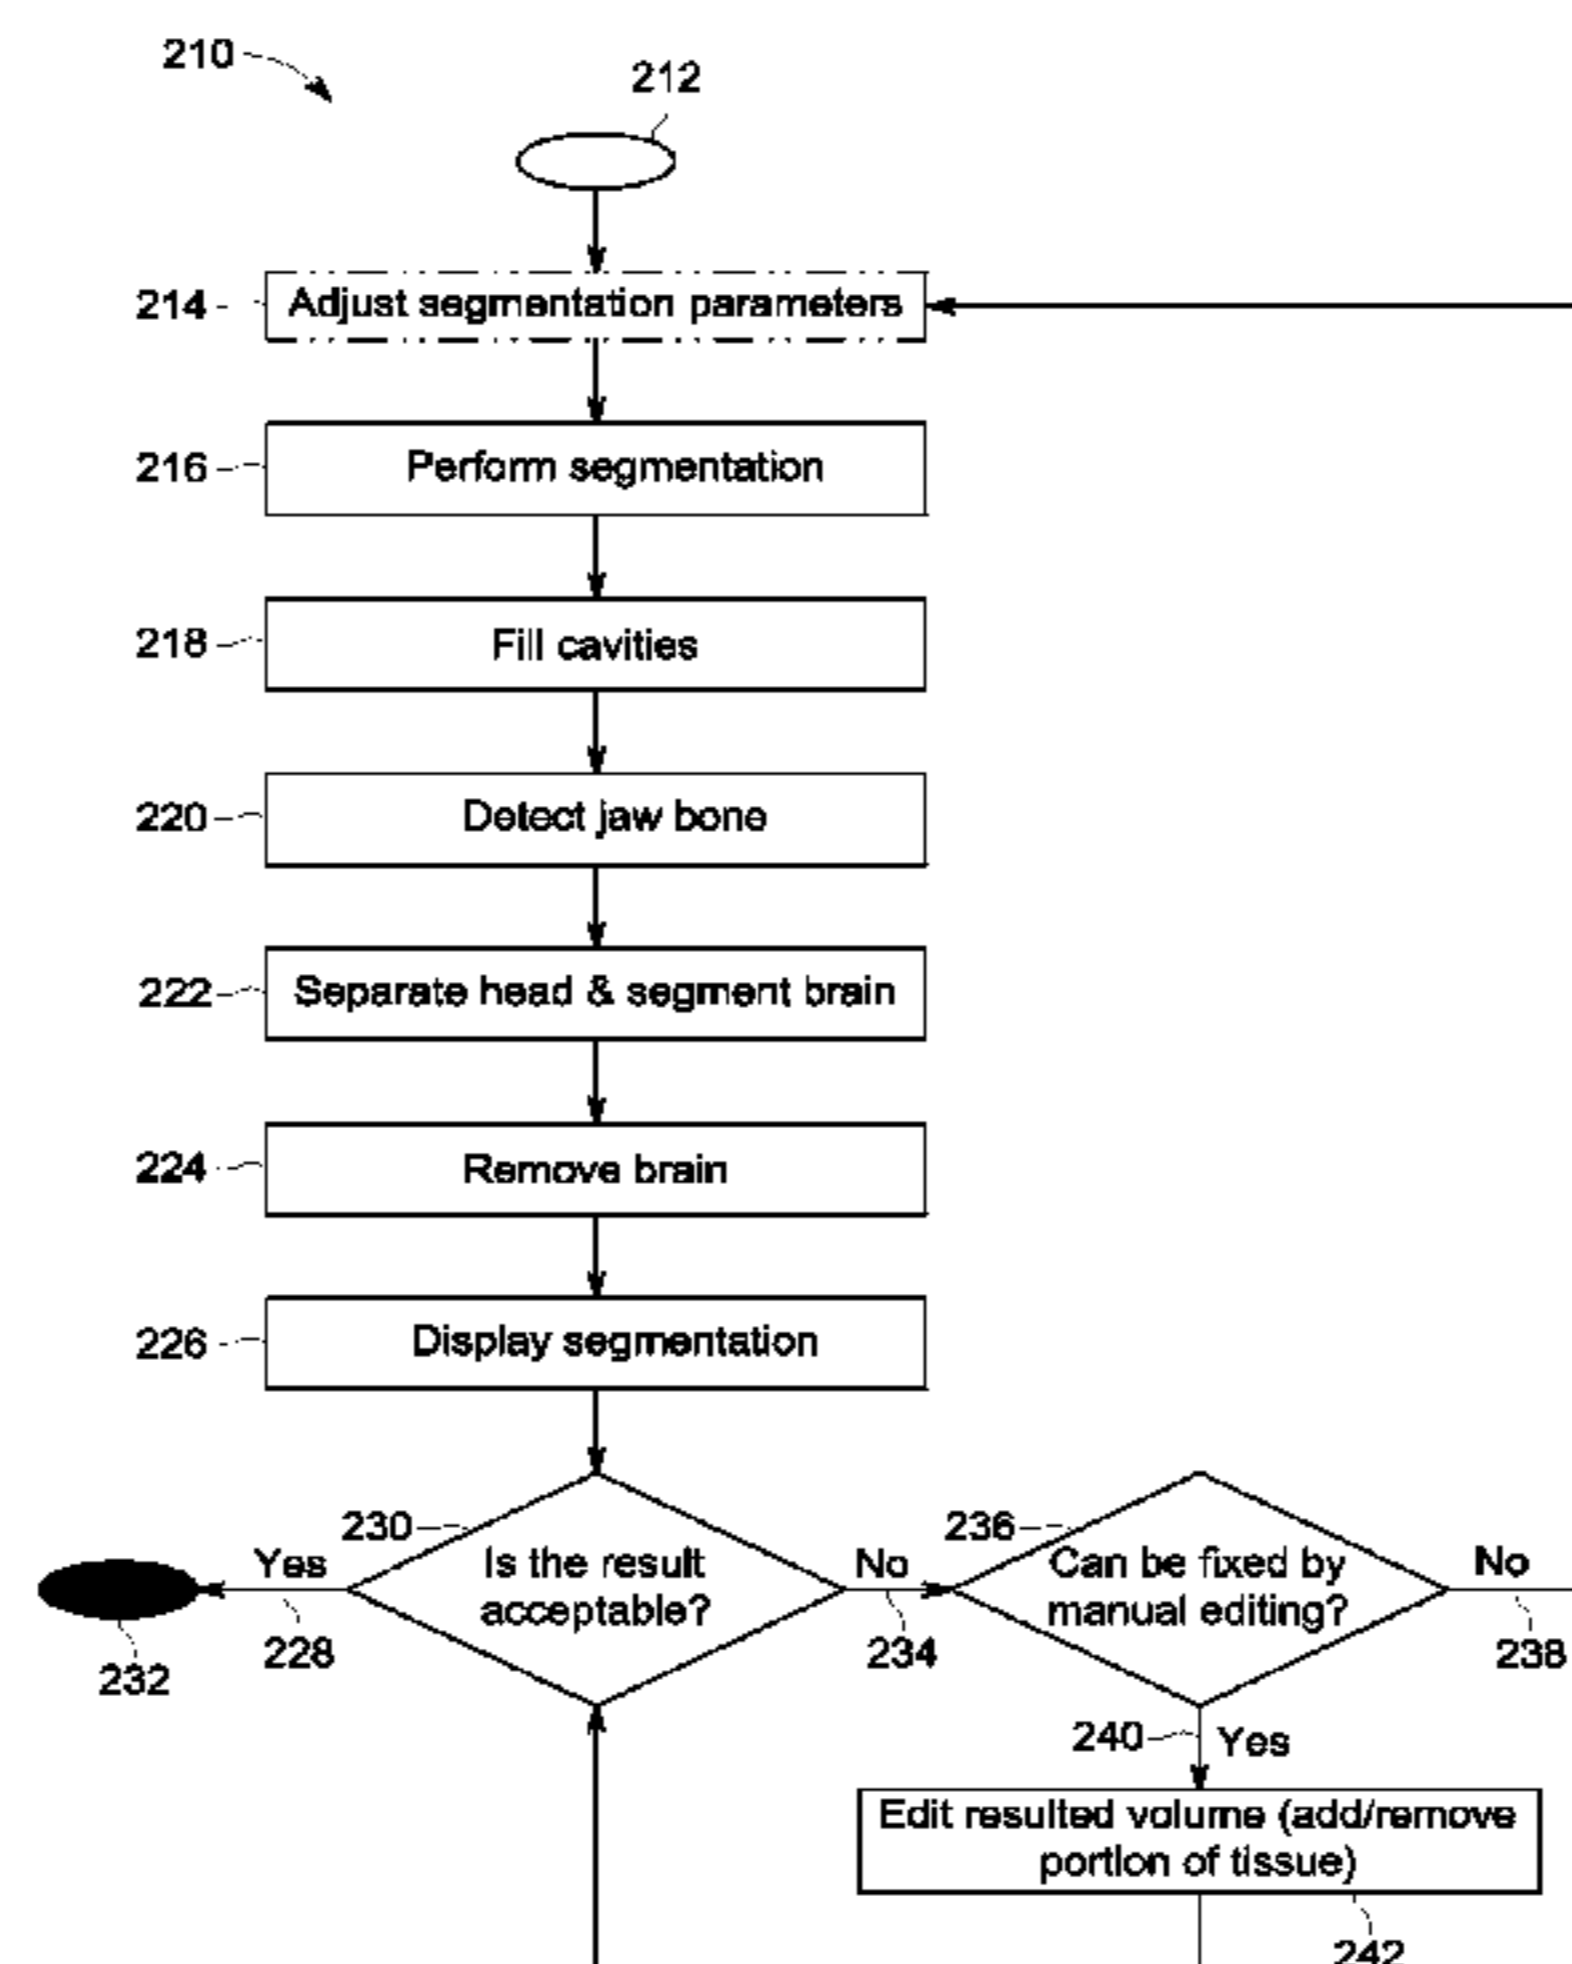 210
212
214
Adjust segmentation parameters
216
Perform segmentation
218
Fill cavities
220
Detect jaw bone
222
Separate head & segment brain
224
Remove brain
226
Display segmentation
230
Is the result
acceptable?
Yes
228
232
No
234
236
Can be fixed by
manual editing?
No
238
240
Yes
Edit resulted volume (add/remove
portion of tissue)
242